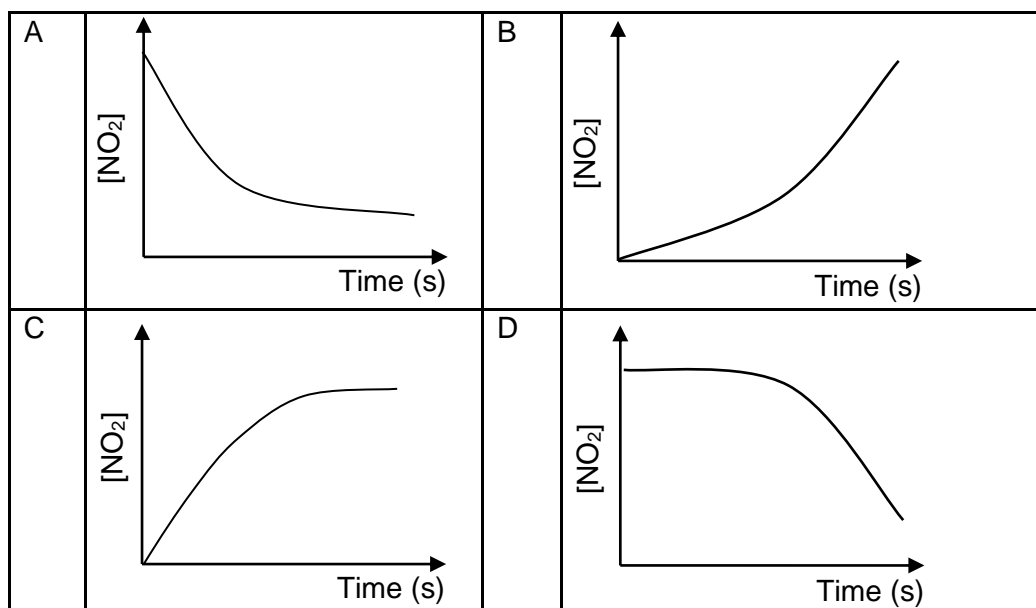 A
[NO₂]
Time (s)
B
[NO₂]
Time (s)
C
[NO₂]
Time (s)
D
[NO₂]
Time (s)